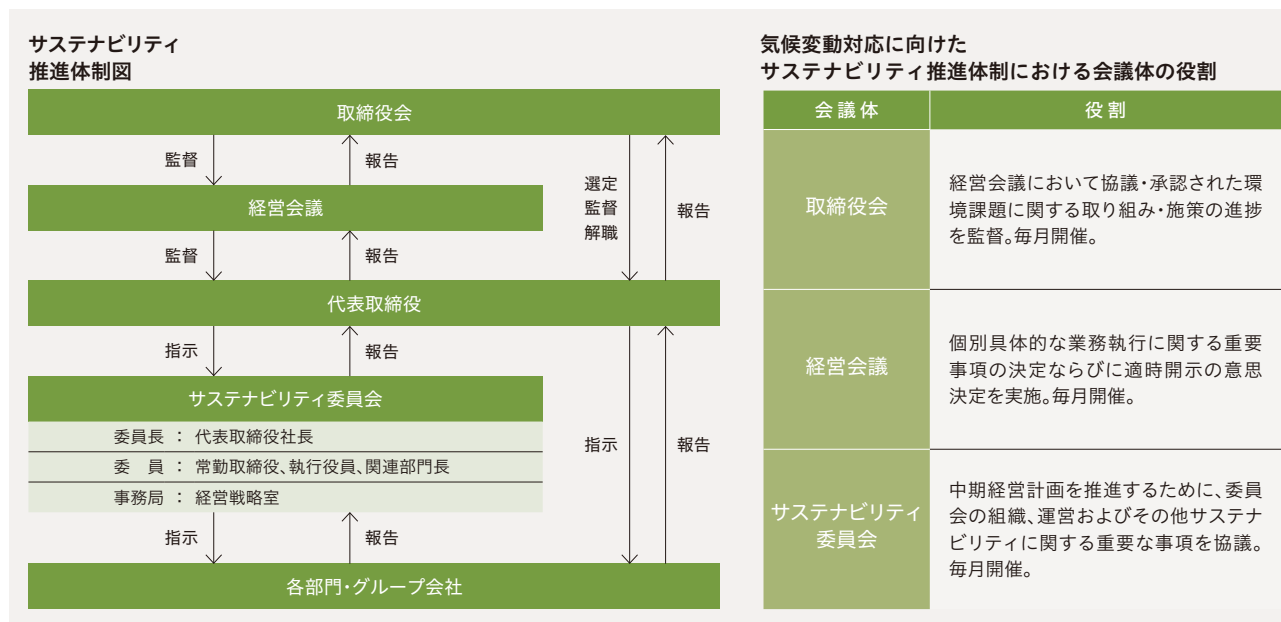 サステナビリティ
推進体制図
取締役会
監督
報告
経営会議
監督
報告
選定
監督
解職
報告
代表取締役
指示
報告
サステナビリティ委員会
委員長 : 代表取締役社長
委 員 : 常勤取締役、執行役員、関連部門長
事務局 : 経営戦略室
指示
報告
指示
報告
各部門・グループ会社
気候変動対応に向けた
サステナビリティ推進体制における会議体の役割
会議体
役割
取締役会
経営会議において協議・承認された環
境課題に関する取り組み・施策の進捗
を監督。毎月開催。
経営会議
個別具体的な業務執行に関する重要
事項の決定ならびに適時開示の意思
決定を実施。毎月開催。
サステナビリティ
委員会
中期経営計画を推進するために、委員
会の組織、運営およびその他サステナ
ビリティに関する重要な事項を協議。
毎月開催。